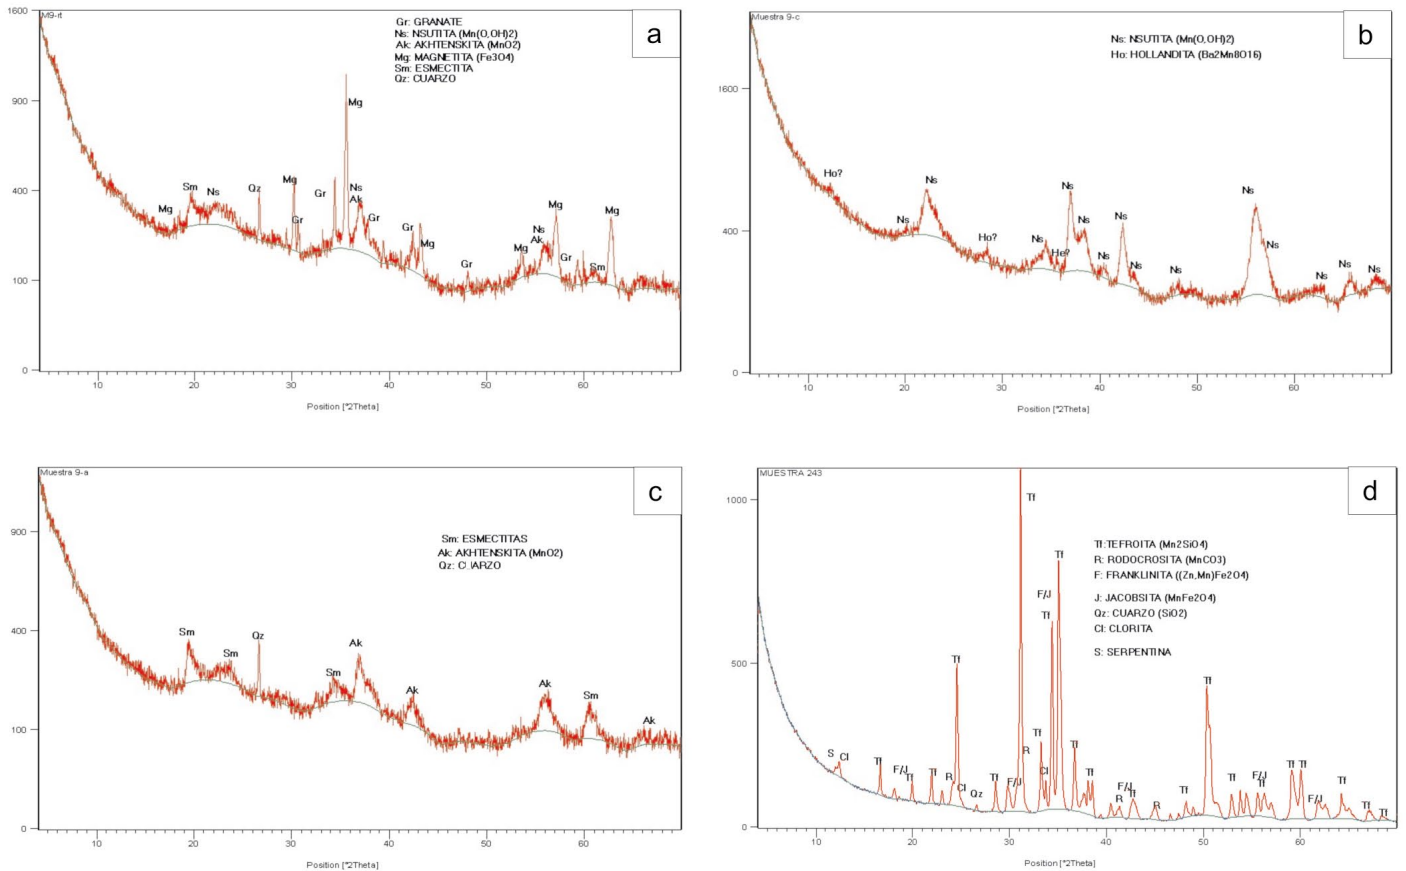 M9-rt
a
Gr: GRANATE
Ns: NSUTITA (Mn(O,OH)2)
Ak: AKHTENSKITA (MnO2)
Mg: MAGNETITA (Fe3O4)
Sm: ESMECTITA
Qz: CUARZO
1600
900
400
100
0
Mg
Sm
Ns
Qz
Mg
Gr
Gr
Mg
Ns
Ak
Gr
Gr
Mg
Gr
Mg
Ns
Ak
Mg
Gr
Sm
Mg
10 20 30 40 50 60
Position [°2Theta]
Muestra 9-c
b
Ns: NSUTITA (Mn(O,OH)2)
Ho: HOLLANDITA (Ba2Mn8O16)
1600
400
0
Ho?
Ns
Ns
Ho?
Ns
He?
Ns
Ns
Ns
Ns
Ns
Ns
Ns
Ns
Ns
Ns
Ns
10 20 30 40 50 60
Position [°2Theta]
Muestra 9-a
c
Sm: ESMECTITAS
Ak: AKHTENSKITA (MnO2)
Qz: CUARZO
900
400
100
0
Sm
Sm
Qz
Sm
Ak
Ak
Ak
Sm
Ak
10 20 30 40 50 60
Position [°2Theta]
MUESTRA 243
d
Tf:TEFROITA (Mn2SiO4)
R: RODOCROSITA (MnCO3)
F: FRANKLINITA ((Zn,Mn)Fe2O4)
J: JACOBSITA (MnFe2O4)
Qz: CUARZO (SiO2)
Cl: CLORITA
S: SERPENTINA
1000
500
0
S
Cl
Tf
F/J
Tf
Tf
R
Tf
Cl
Qz
Tf
F/J
Tf
R
Tf
Cl
F/J
Tf
Tf
Tf
Tf
R
F/J
Tf
R
Tf
Tf
Tf
F/J
Tf
Tf
Tf
F/J
Tf
Tf
Tf
10 20 30 40 50 60
Position [°2Theta]